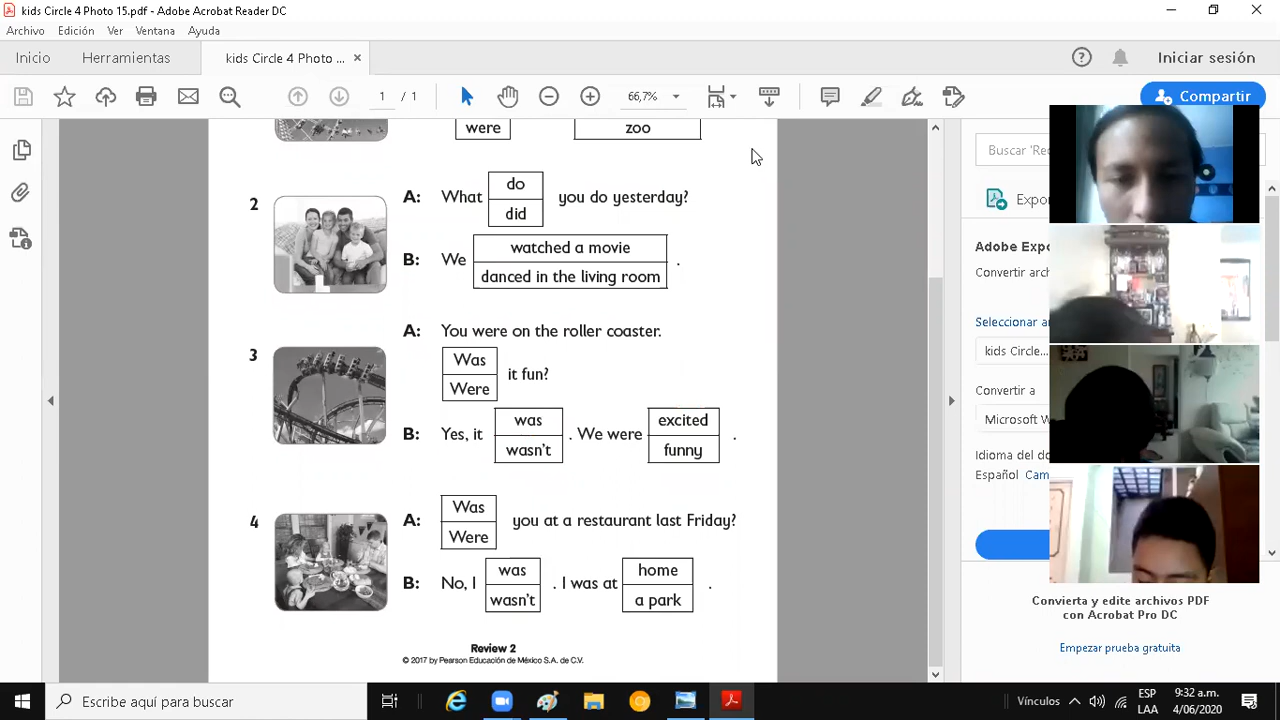 kids Circle 4 Photo 15.pdf - Adobe Acrobat Reader DC
Archivo Edición Ver Ventana Ayuda
Inicio Herramientas kids Circle 4 Photo ... × Iniciar sesión
1 / 1 66,7% Compartir
were zoo
2 A: What do you do yesterday?
did
B: We watched a movie .
danced in the living room
A: You were on the roller coaster.
3 Was it fun?
Were
B: Yes, it was . We were excited .
wasn't funny
4 A: Was you at a restaurant last Friday?
Were
B: No, I was . I was at home .
wasn't a park
Review 2
© 2017 by Pearson Educación de México S.A. de C.V.
Buscar 'Re
Expor
Adobe Expo
Convertir arch
Seleccionar ar
kids Circle...
Convertir a
Microsoft W
Idioma del do
Español Cam
Convierta y edite archivos PDF
con Acrobat Pro DC
Empezar prueba gratuita
Escribe aquí para buscar
Vínculos ESP 9:32 a.m.
LAA 4/06/2020